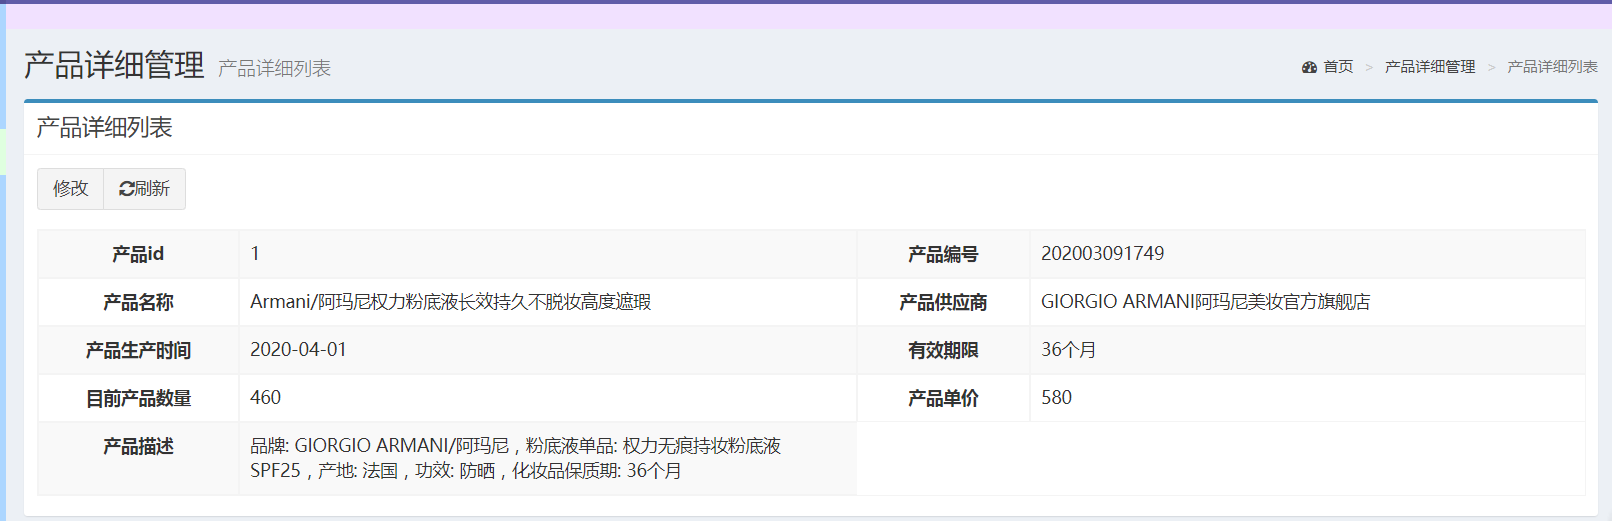 产品详细管理 产品详细列表
首页 > 产品详细管理 > 产品详细列表
产品详细列表
修改 刷新
产品id 1 产品编号 202003091749
产品名称 Armani/阿玛尼权力粉底液长效持久不脱妆高度遮瑕 产品供应商 GIORGIO ARMANI阿玛尼美妆官方旗舰店
产品生产时间 2020-04-01 有效期限 36个月
目前产品数量 460 产品单价 580
产品描述 品牌: GIORGIO ARMANI/阿玛尼，粉底液单品: 权力无痕持妆粉底液
SPF25，产地: 法国，功效: 防晒，化妆品保质期: 36个月